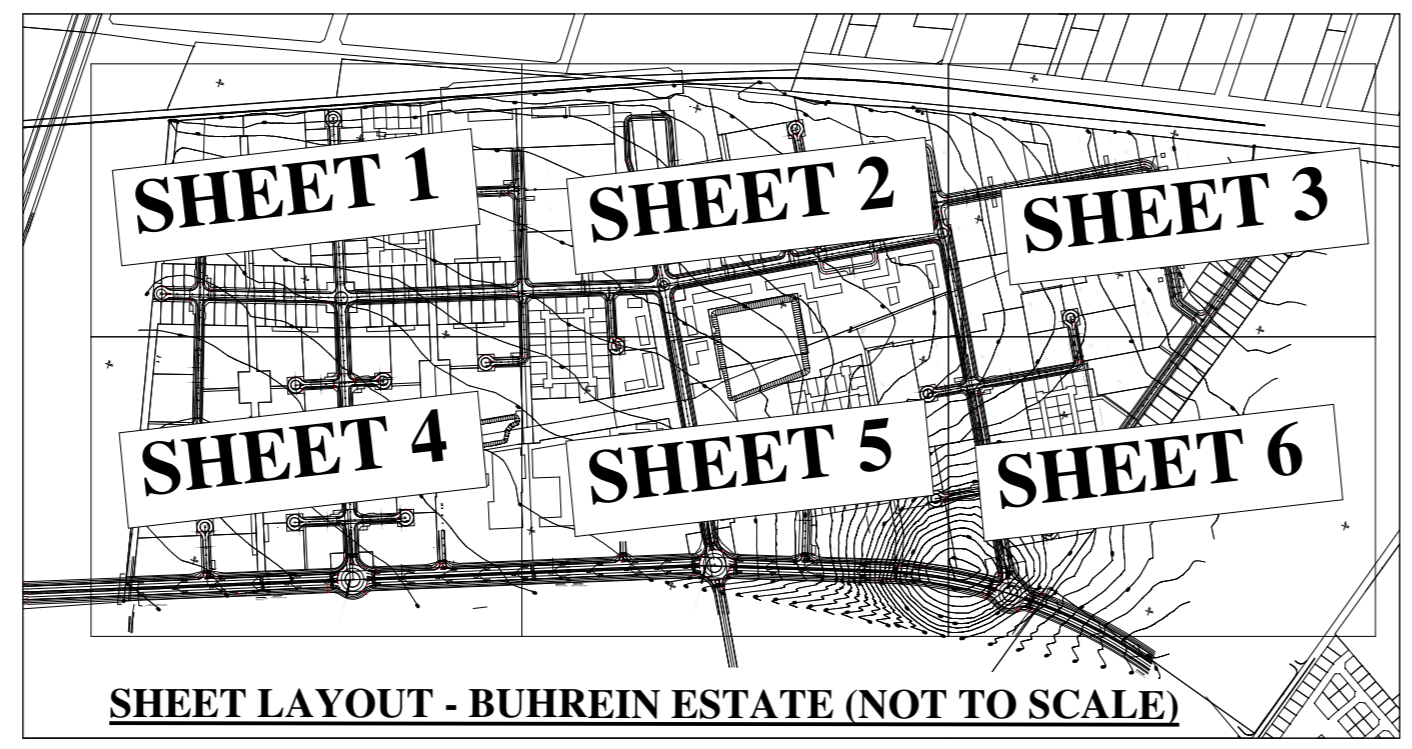 SHEET 1
SHEET 2
SHEET 3
SHEET 4
SHEET 5
SHEET 6
SHEET LAYOUT - BUHREIN ESTATE (NOT TO SCALE)